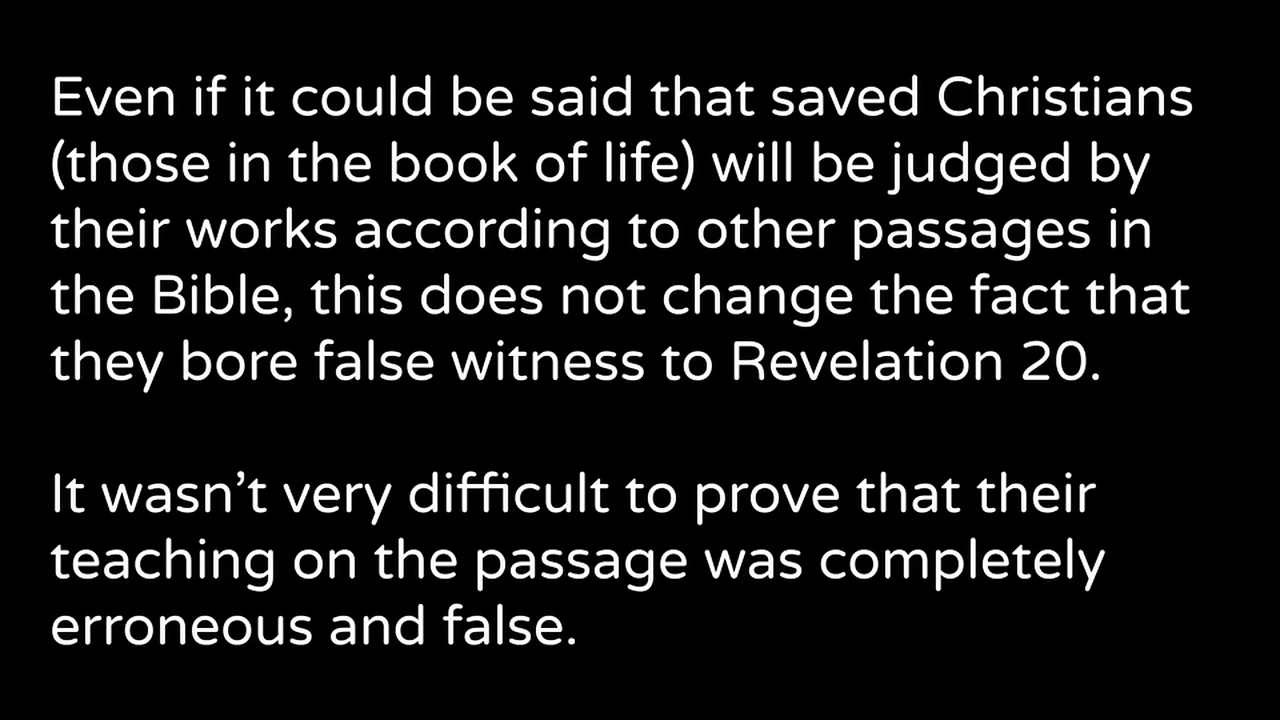 Even if it could be said that saved Christians
(those in the book of life) will be judged by
their works according to other passages in
the Bible, this does not change the fact that
they bore false witness to Revelation 20.
It wasn’t very difficult to prove that their
teaching on the passage was completely
erroneous and false.